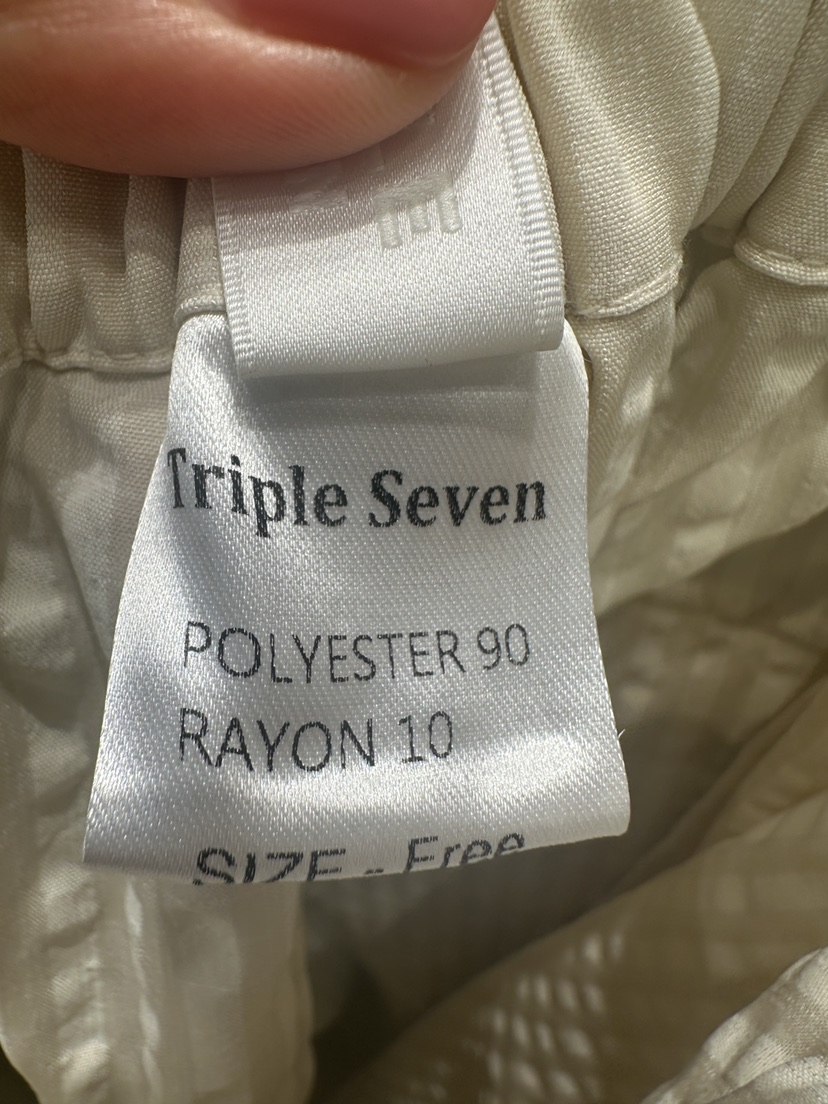 Triple Seven
POLYESTER 90
RAYON 10
SIZE - Free